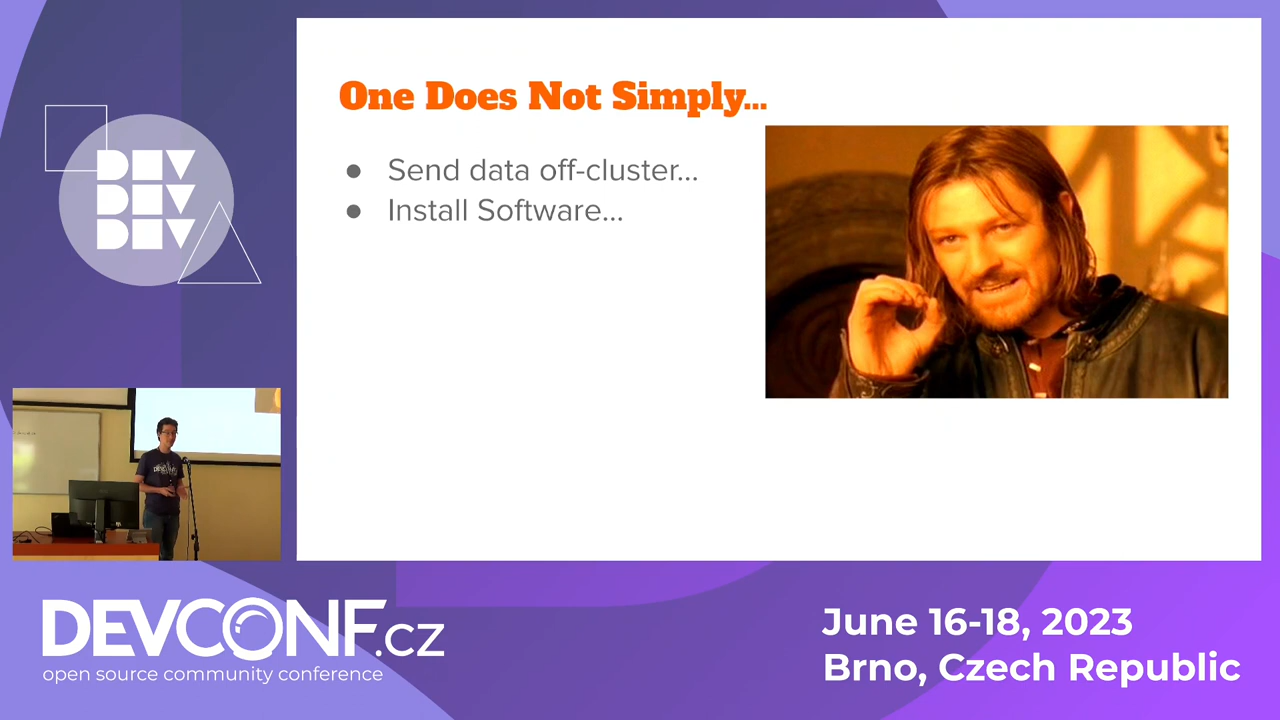 DEV
DEV
DEV
One Does Not Simply...
● Send data off-cluster...
● Install Software...
DEVCONF.cz
open source community conference
June 16-18, 2023
Brno, Czech Republic